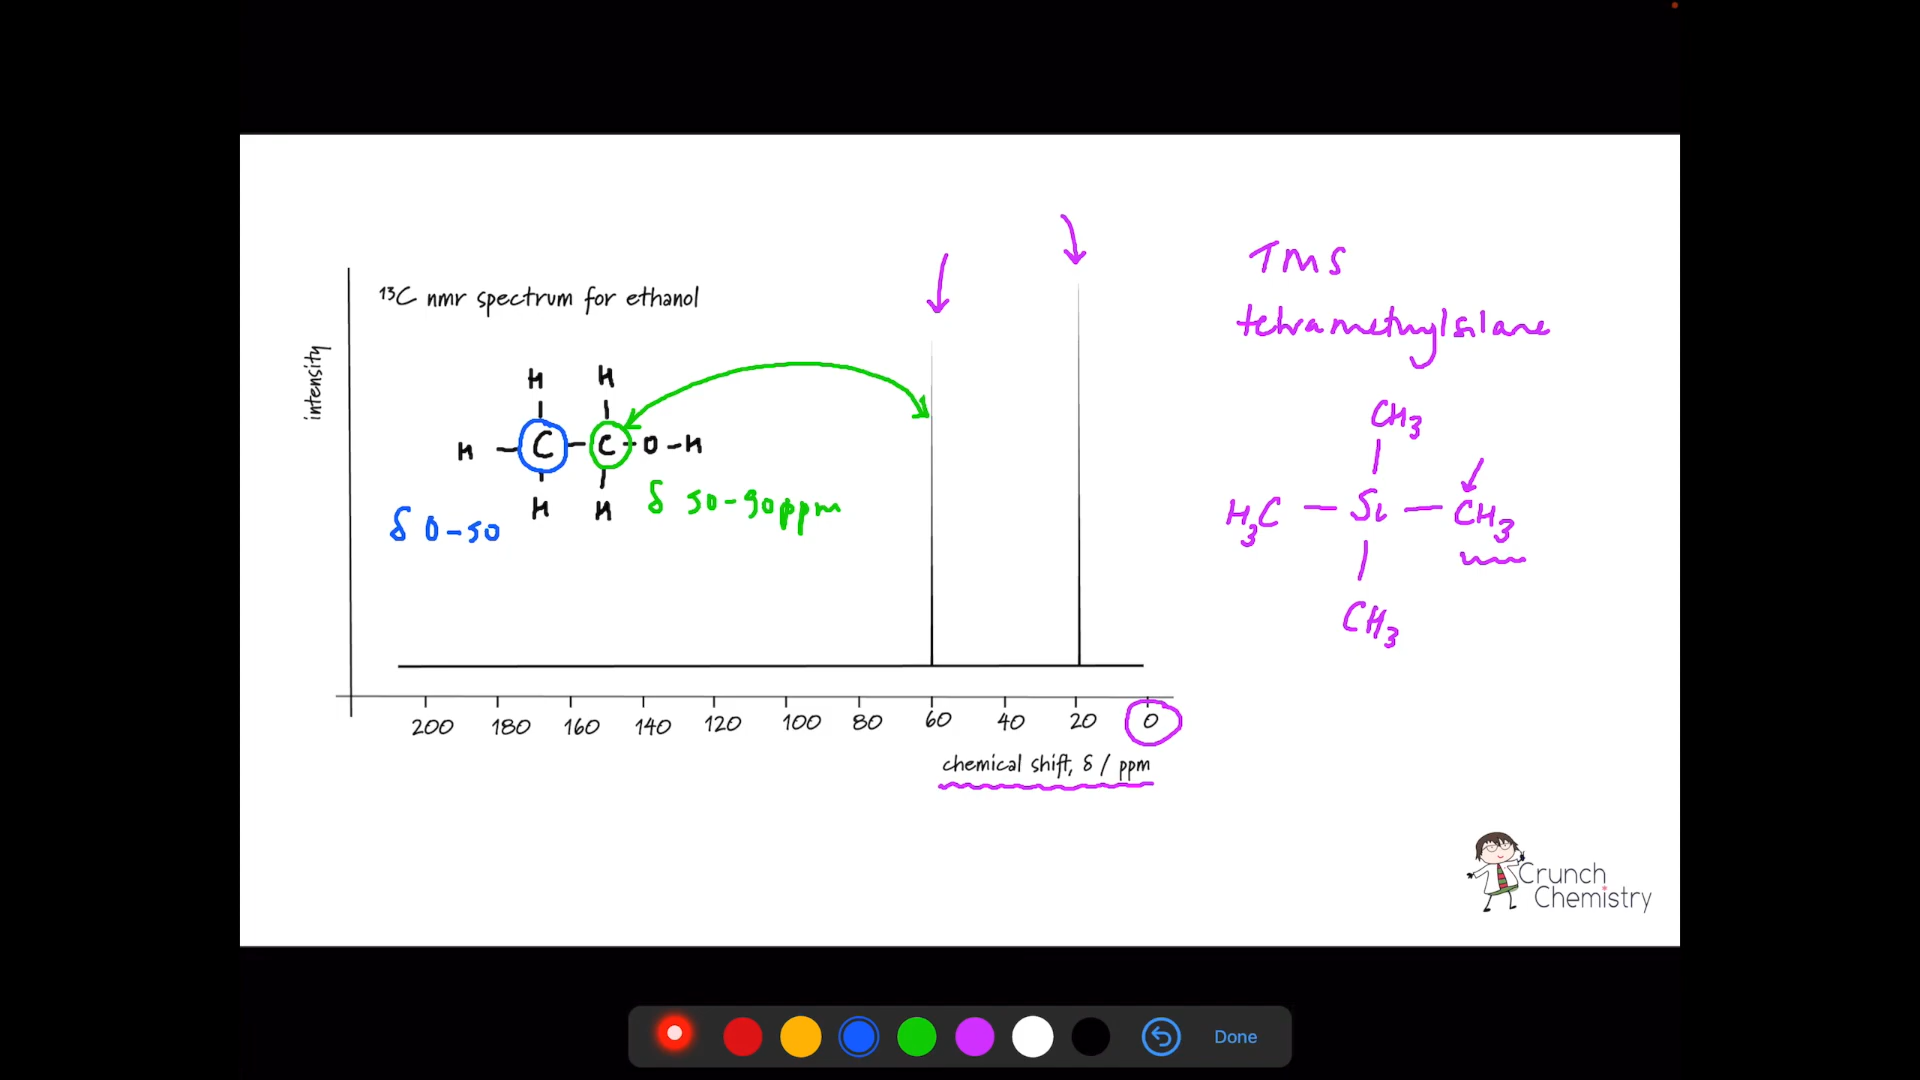 ¹³C nmr spectrum for ethanol
intensity
H H
H – C – C – O – H
H H
δ 0-50
δ 50-90ppm
200 180 160 140 120 100 80 60 40 20 0
chemical shift, δ / ppm
TMS
tetramethylsilane
CH₃
H₃C – Si – CH₃
CH₃
Crunch
Chemistry
Done